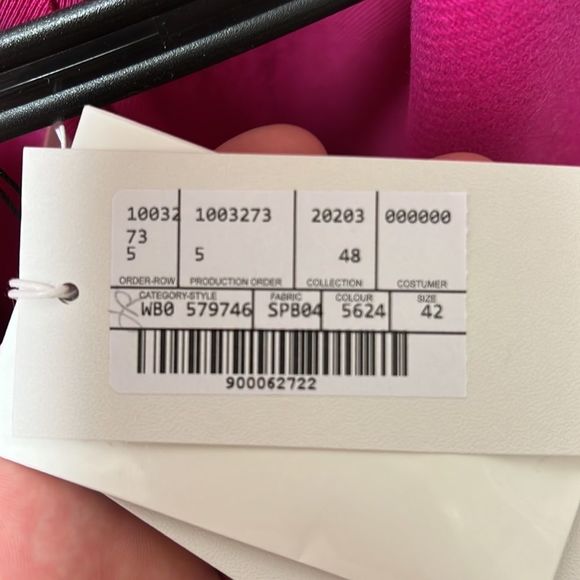 10032 1003273 20203 000000
73
5 5 48
ORDER-ROW PRODUCTION ORDER COLLECTION COSTUMER
CATEGORY-STYLE FABRIC COLOUR SIZE
WB0 579746 SPB04 5624 42
900062722